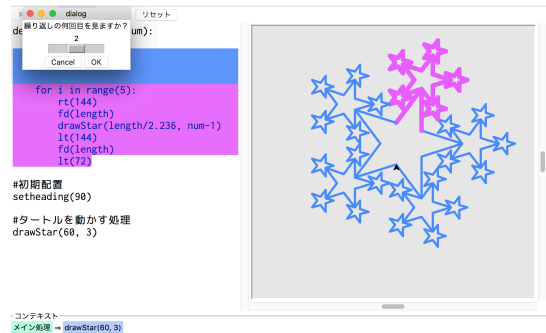 dialog
リセット
繰り返しの何回目を見ますか？
2
Cancel OK
de
um):
for i in range(5):
rt(144)
fd(length)
drawStar(length/2.236, num-1)
lt(144)
fd(length)
lt(72)
#初期配置
setheading(90)
#タートルを動かす処理
drawStar(60, 3)
コンテキスト
メイン処理 ⇒ drawStar(60, 3)